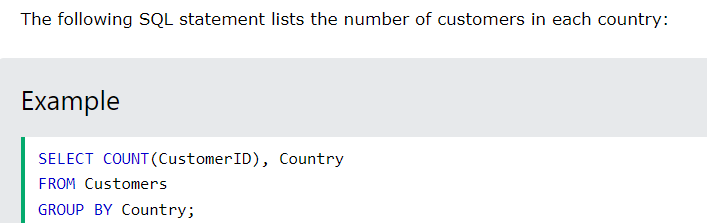 The following SQL statement lists the number of customers in each country:
Example
SELECT COUNT(CustomerID), Country
FROM Customers
GROUP BY Country;